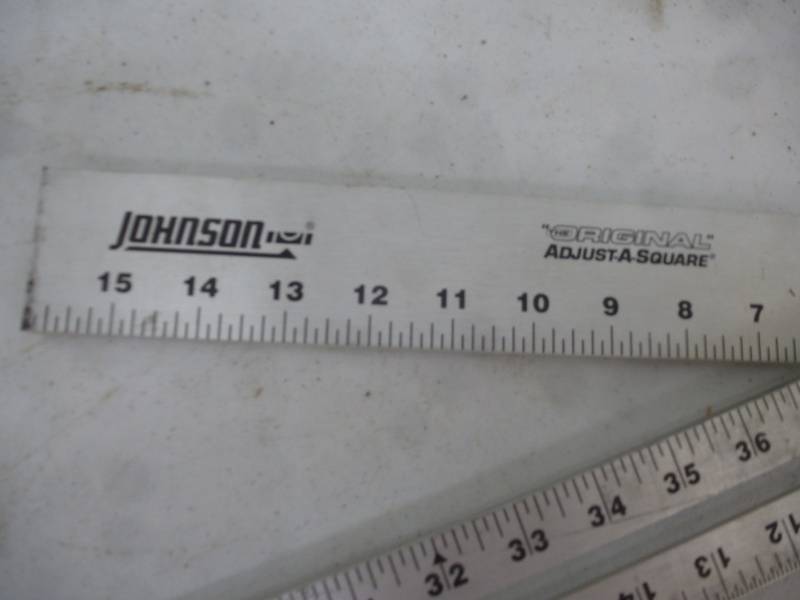 JOHNSON®
"THE ORIGINAL"
ADJUST-A-SQUARE®
15 14 13 12 11 10 9 8 7
32 33 34 35 36
14 13 12